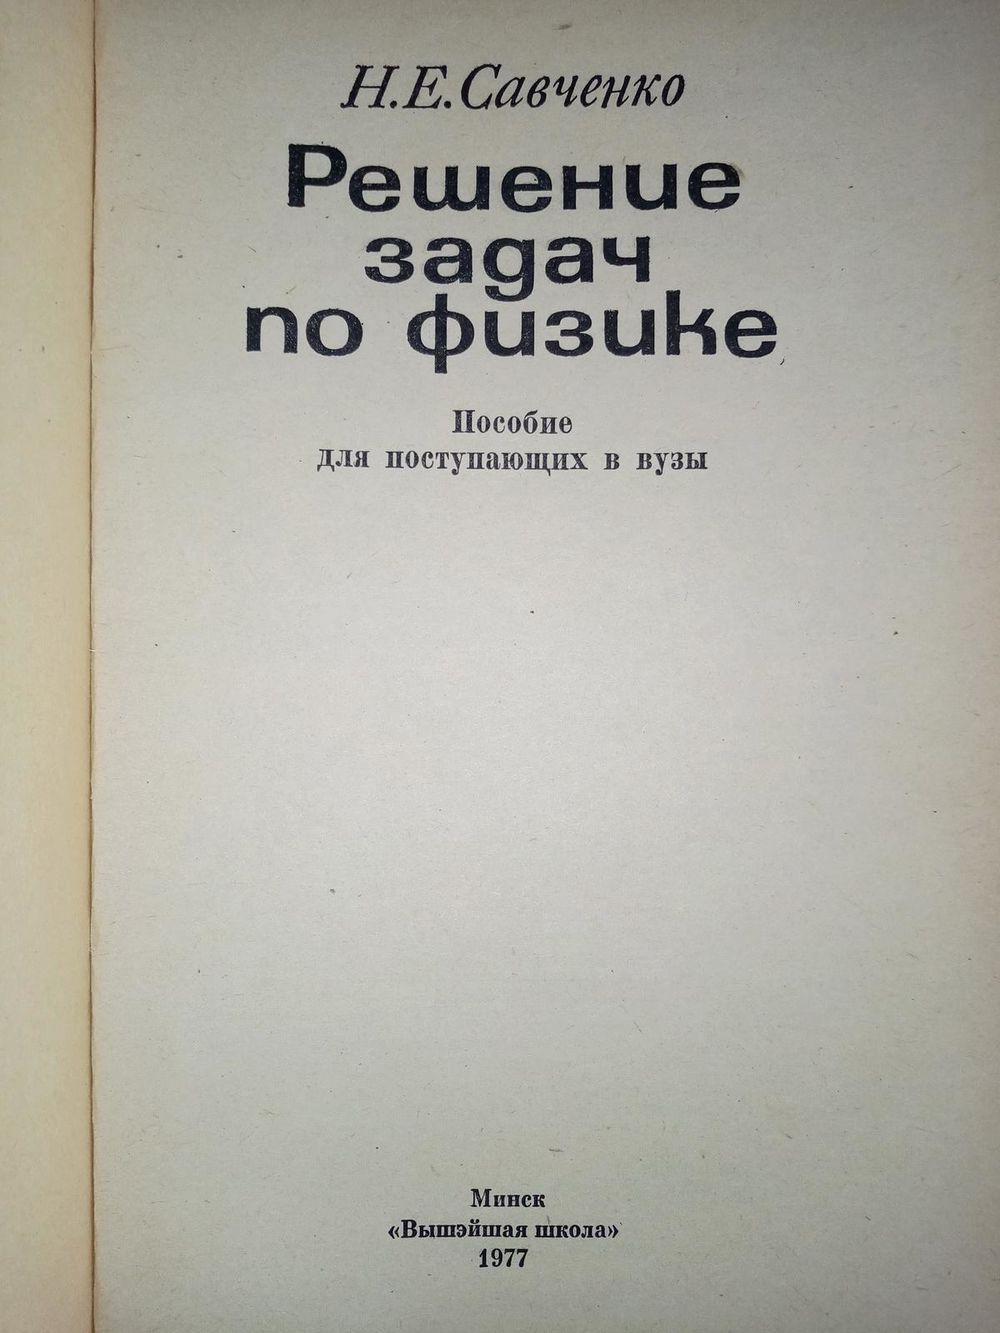 Н.Е.Савченко
Решение
задач
по физике
Пособие
для поступающих в вузы
Минск
«Вышэйшая школа»
1977